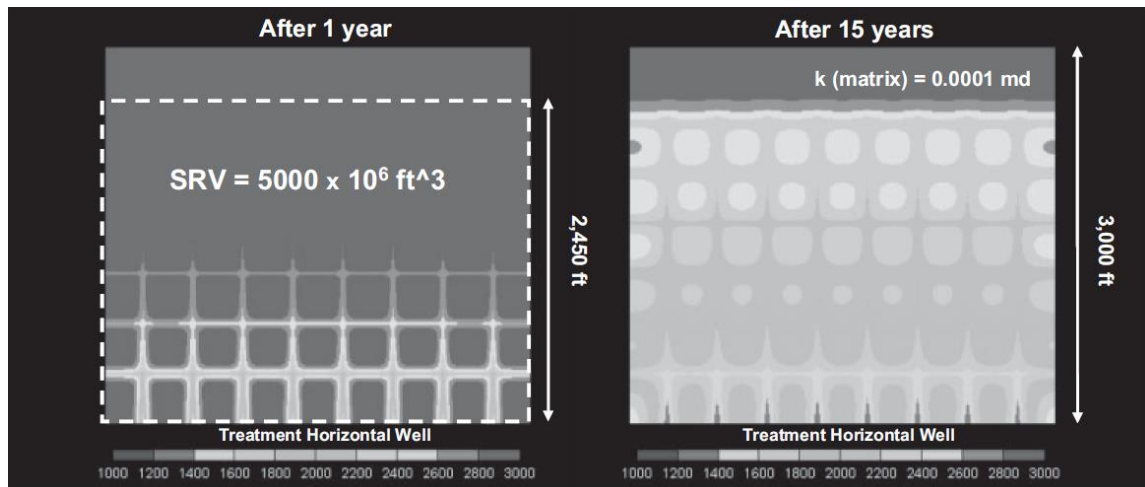 After 1 year
SRV = 5000 x 10⁶ ft^3
2,450 ft
Treatment Horizontal Well
1000 1200 1400 1600 1800 2000 2200 2400 2600 2800 3000
After 15 years
k (matrix) = 0.0001 md
3,000 ft
Treatment Horizontal Well
1000 1200 1400 1600 1800 2000 2200 2400 2600 2800 3000